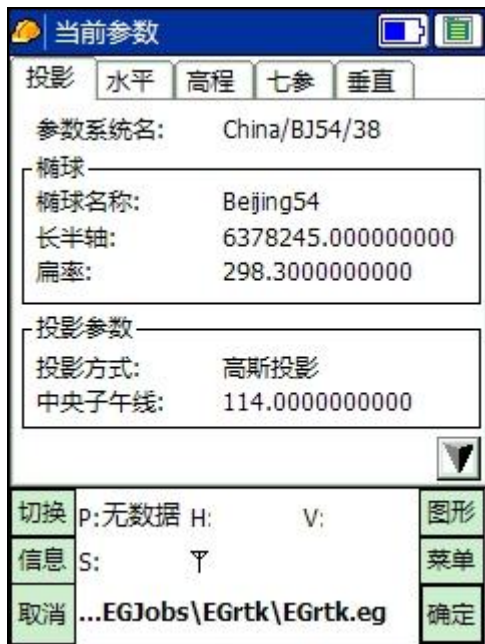 当前参数
投影 水平 高程 七参 垂直
参数系统名: China/BJ54/38
椭球
椭球名称: Beijing54
长半轴: 6378245.000000000
扁率: 298.3000000000
投影参数
投影方式: 高斯投影
中央子午线: 114.0000000000
切换 P:无数据 H: V: 图形
信息 S: 菜单
取消 ...EGJobs\EGrtk\EGrtk.eg 确定